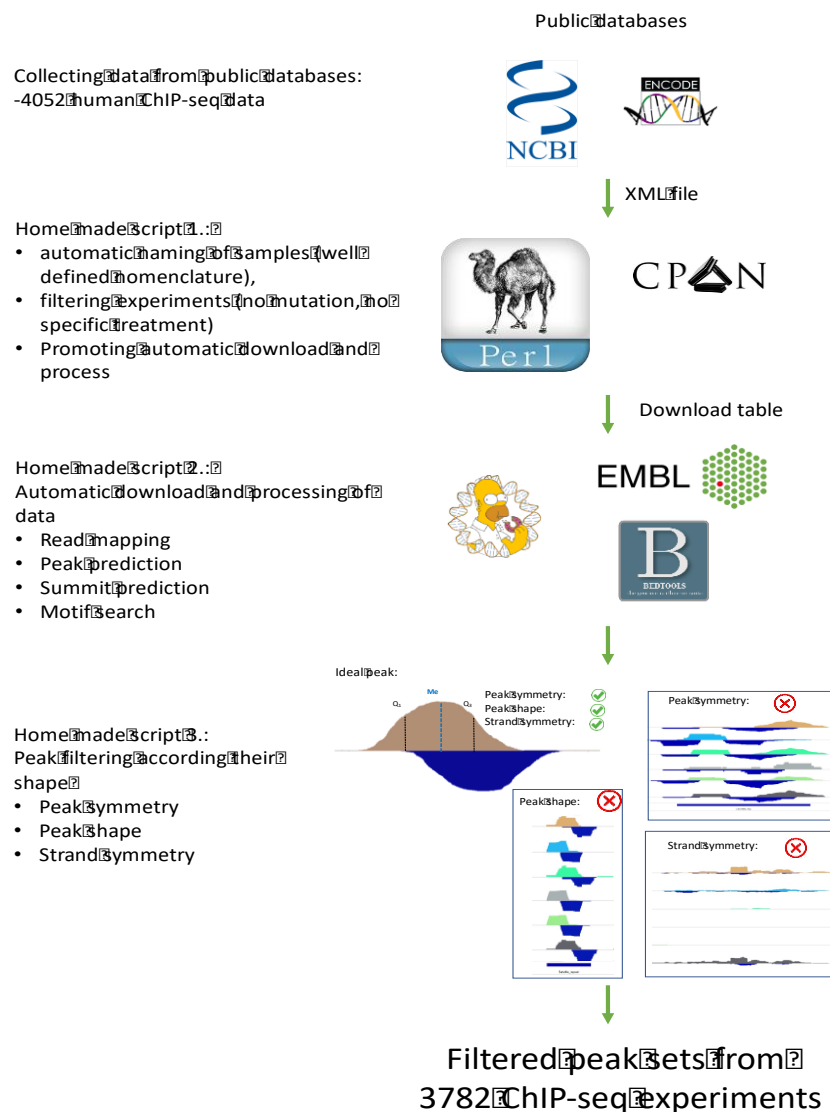 Public databases
Collecting data from public databases:
-4052 human ChIP-seq data
NCBI
ENCODE
XML file
Home made script 1.:
• automatic naming of samples (well
defined nomenclature),
• filtering experiments (no mutation, no
specific treatment)
• Promoting automatic download and
process
Perl
CPAN
Download table
Home made script 2.:
Automatic download and processing of
data
• Read mapping
• Peak prediction
• Summit prediction
• Motif search
EMBL
B
BEDTOOLS
Home made script 3.:
Peak filtering according their
shape
• Peak symmetry
• Peak shape
• Strand symmetry
Ideal peak:
Q₁
Me
Q₃
Peak symmetry:
Peak shape:
Strand symmetry:
Peak symmetry:
Peak shape:
Strand symmetry:
Filtered peak sets from
3782 ChIP-seq experiments